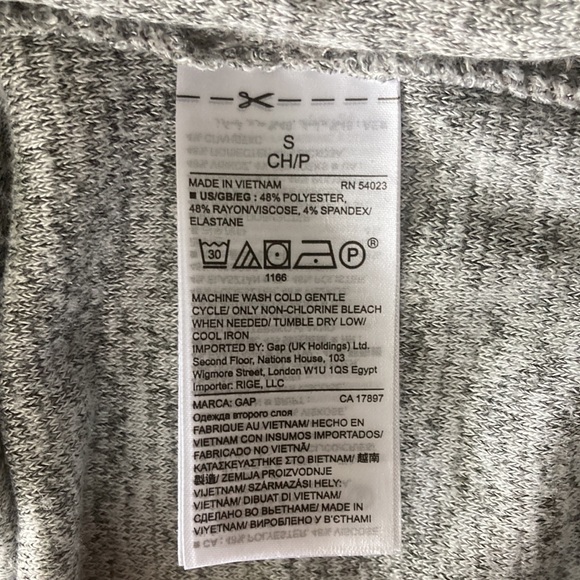 S
CH/P
MADE IN VIETNAM RN 54023
■ US/GB/EG : 48% POLYESTER,
48% RAYON/VISCOSE, 4% SPANDEX/
ELASTANE
30 P ®
1166
MACHINE WASH COLD GENTLE
CYCLE/ ONLY NON-CHLORINE BLEACH
WHEN NEEDED/ TUMBLE DRY LOW/
COOL IRON
IMPORTED BY: Gap (UK Holdings) Ltd.
Second Floor, Nations House, 103
Wigmore Street, London W1U 1QS Egypt
Importer: RIGE, LLC
MARCA: GAP CA 17897
Одежда второго слоя
FABRIQUE AU VIETNAM/ HECHO EN
VIETNAM CON INSUMOS IMPORTADOS/
FABRICADO NO VIETNÃ/
ΚΑΤΑΣΚΕΥΑΣΤΗΚΕ ΣΤΟ ΒΙΕΤΝΑΜ/ 越南
製造/ ZEMLJA PROIZVODNJE
VIJETNAM/ SZÁRMAZÁSI HELY:
VIETNÁM/ DIBUAT DI VIETNAM/
СДЕЛАНО ВО ВЬЕТНАМЕ/ MADE W
VIYETNAM/ ВИРОБЛЕНО У В'ЄТНАМІ